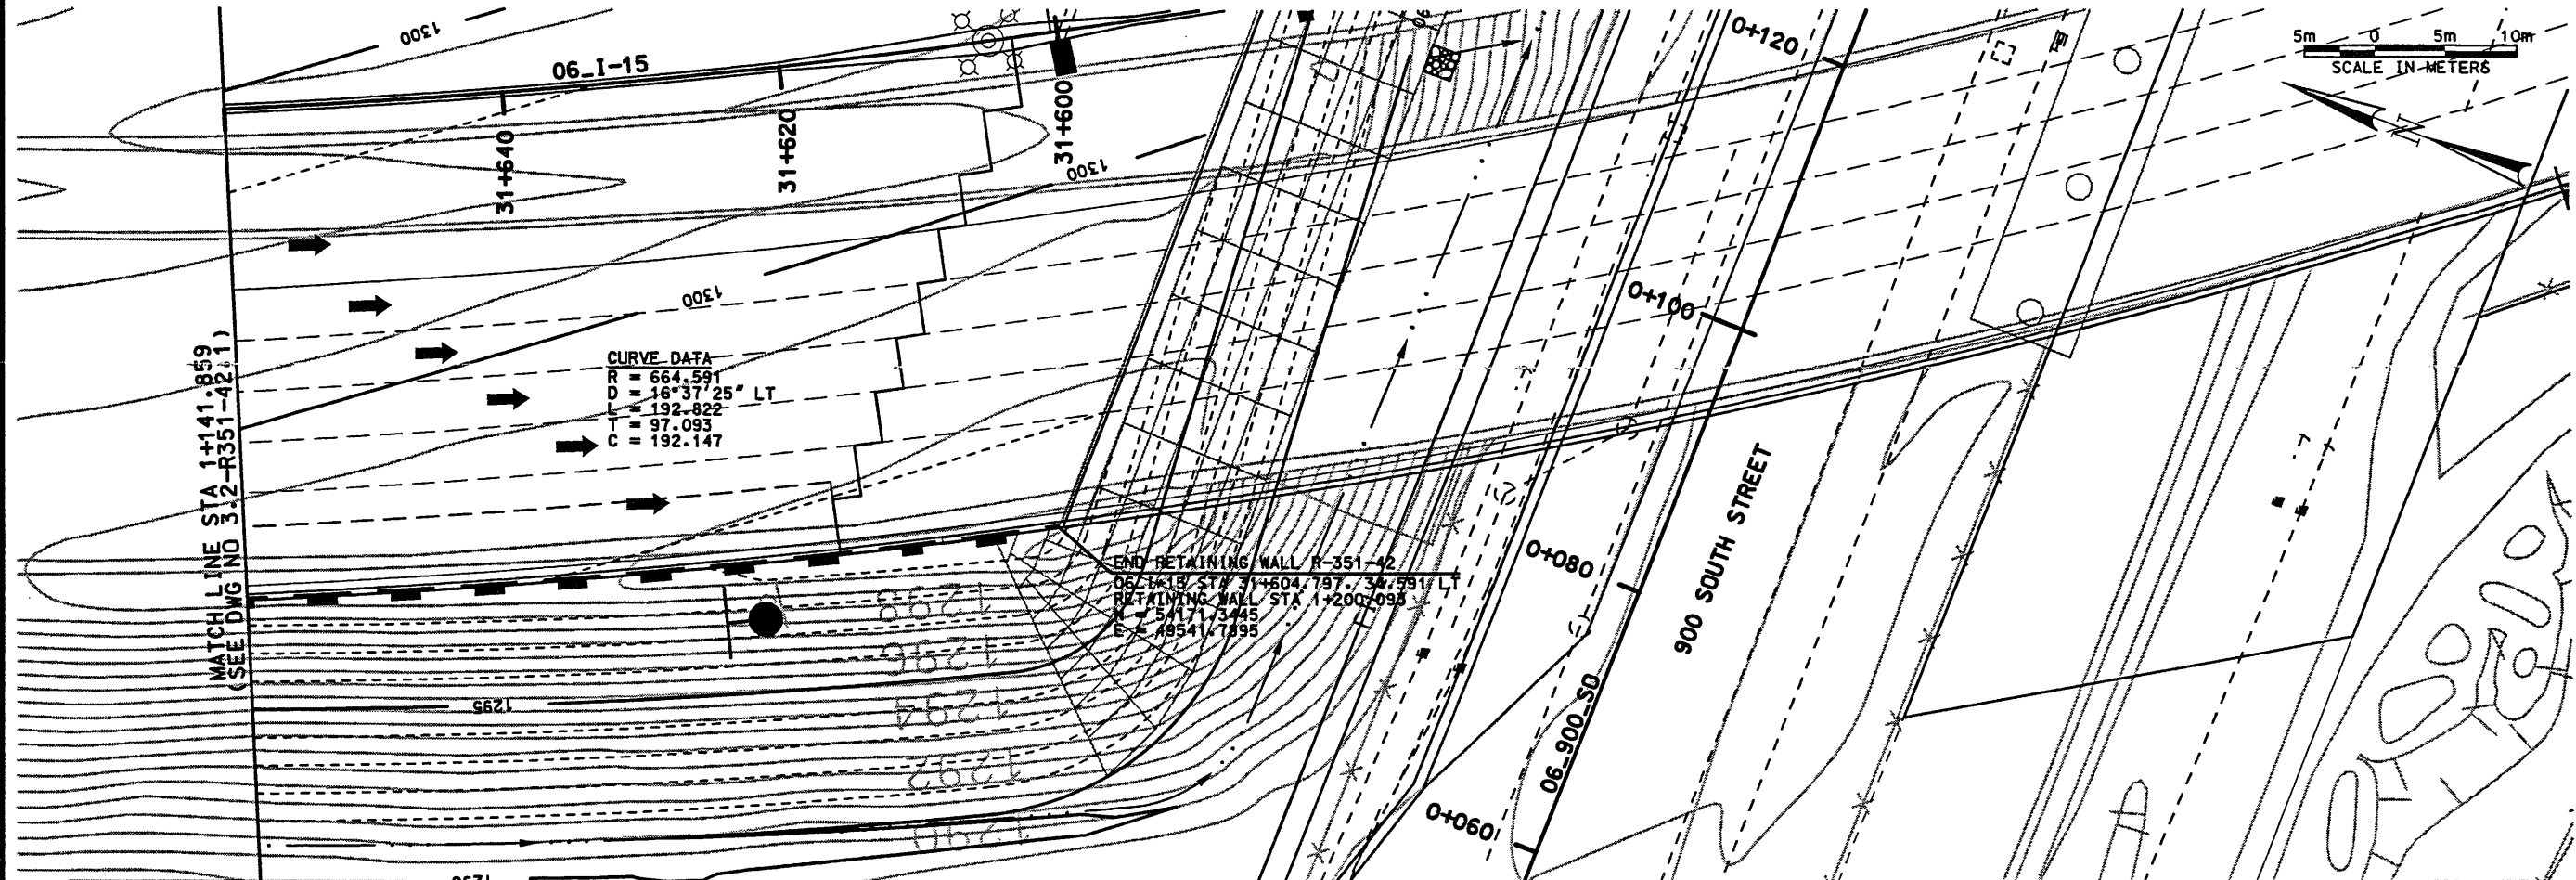 1300
06_I-15
31+640
31+620
31+600
1300
1300
0+120
5m 0 5m 10m
SCALE IN METERS
0+100
MATCH LINE STA 1+141.859
(SEE DWG NO 3.2-R351-4201)
CURVE DATA
R = 664.591
D = 16°37'25" LT
L = 192.822
T = 97.093
C = 192.147
END RETAINING WALL R-351-42
06_I-15 STA 31+604.797, 34.591 LT
RETAINING WALL STA 1+200.093
N = 54171.3445
E = 49541.7995
0+080
900 SOUTH STREET
06_900_SO
0+060
1298
1296
1295
1294
1292
1290